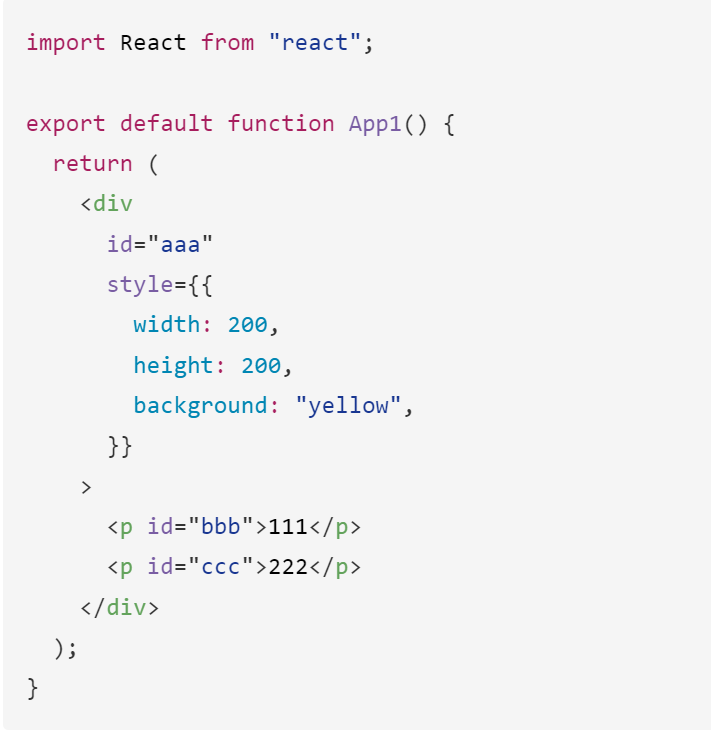 import React from "react";

export default function App1() {
  return (
    <div
      id="aaa"
      style={{
        width: 200,
        height: 200,
        background: "yellow",
      }}
    >
      <p id="bbb">111</p>
      <p id="ccc">222</p>
    </div>
  );
}